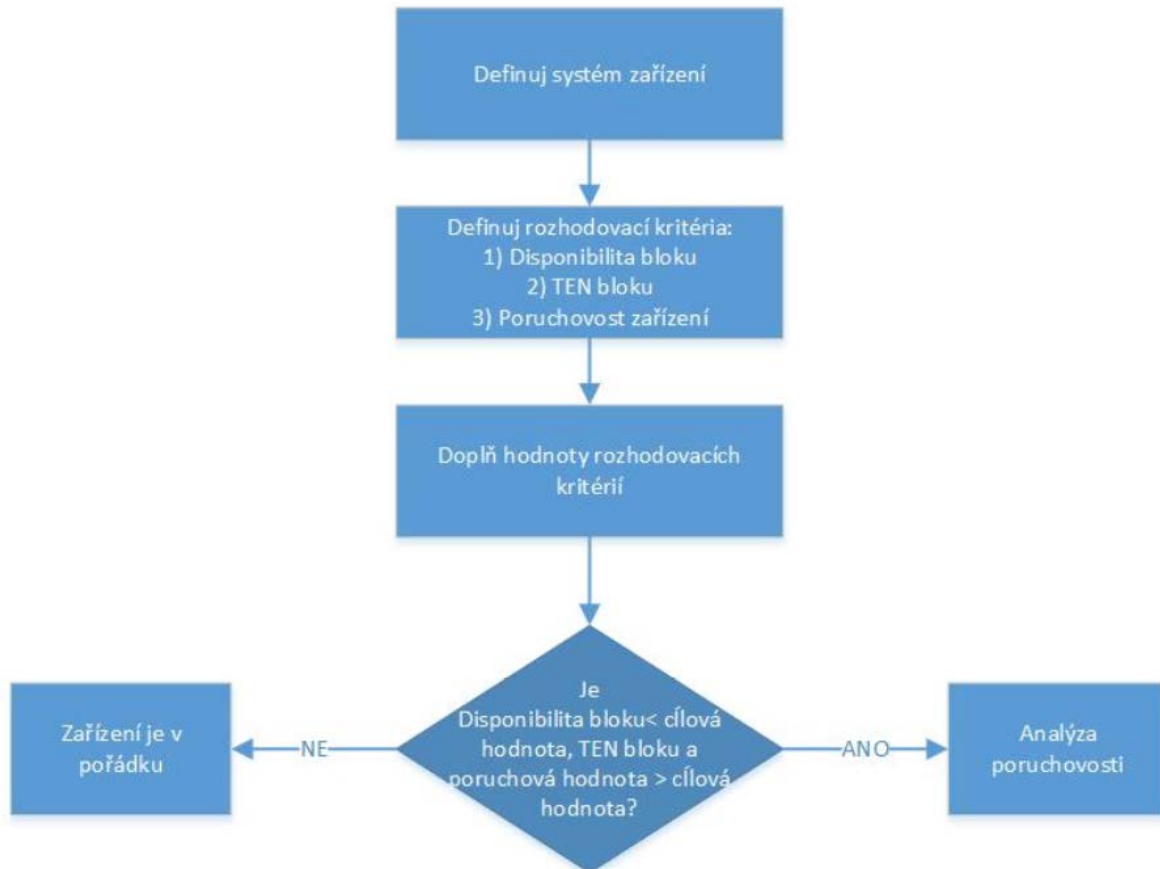 Definuj systém zařízení
Definuj rozhodovací kritéria:
1) Disponibilita bloku
2) TEN bloku
3) Poruchovost zařízení
Doplň hodnoty rozhodovacích
kritérií
Je
Disponibilita bloku< cílová
hodnota, TEN bloku a
poruchová hodnota > cílová
hodnota?
NE
Zařízení je v
pořádku
ANO
Analýza
poruchovosti